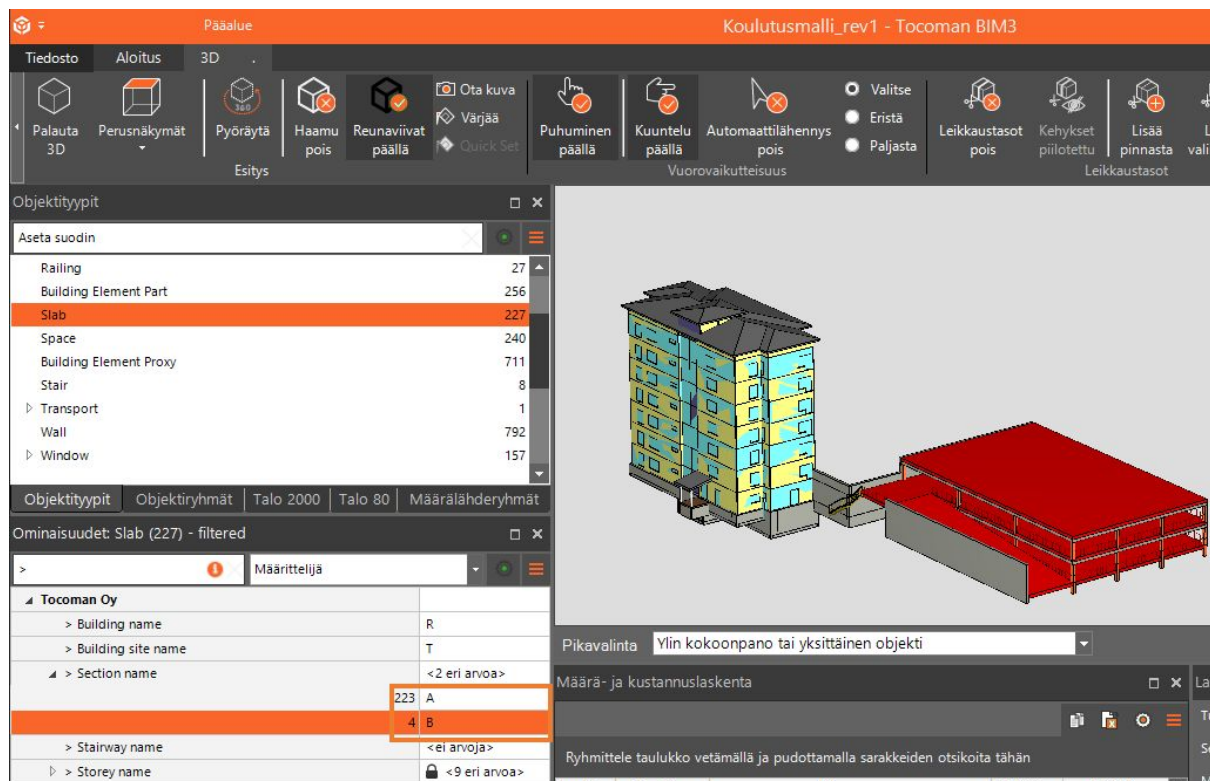 Pääalue
Koulutusmalli_rev1 - Tocoman BIM3
Tiedosto Aloitus 3D .
Palauta 3D
Perusnäkymät
360
Pyöräytä
Haamu pois
Reunaviivat päällä
Ota kuva
Värjää
Quick Set
Esitys
Puhuminen päällä
Kuuntelu päällä
Automaattilähennys pois
Valitse
Eristä
Paljasta
Vuorovaikutteisuus
Leikkaustasot pois
Kehykset piilotettu
Lisää pinnasta
Leikkaustasot
Objektityypit
Aseta suodin
Railing 27
Building Element Part 256
Slab 227
Space 240
Building Element Proxy 711
Stair 8
Transport 1
Wall 792
Window 157
Objektityypit Objektiryhmät Talo 2000 Talo 80 Määrälähderyhmät
Ominaisuudet: Slab (227) - filtered
> Määrittelijä
Tocoman Oy
> Building name R
> Building site name T
> Section name <2 eri arvoa>
223 A
4 B
> Stairway name <ei arvoja>
> Storey name <9 eri arvoa>
Pikavalinta Ylin kokoonpano tai yksittäinen objekti
Määrä- ja kustannuslaskenta
Ryhmittele taulukko vetämällä ja pudottamalla sarakkeiden otsikoita tähän